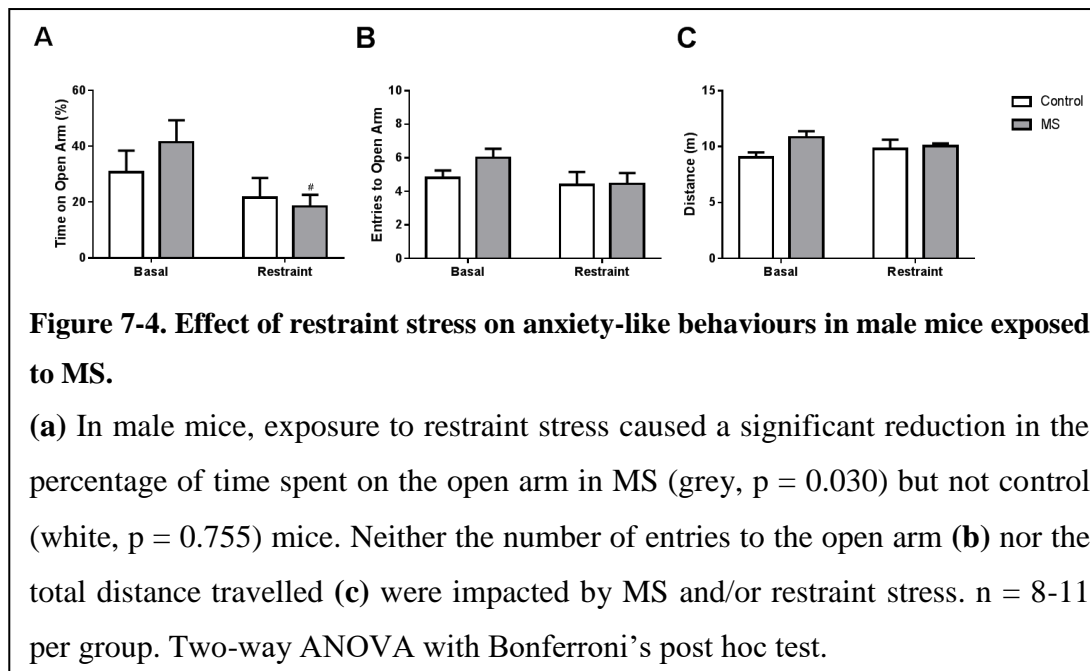 A
B
C
Time on Open Arm (%)
60
40
20
0
Basal
Restraint
#
Entries to Open Arm
10
8
6
4
2
0
Basal
Restraint
Distance (m)
15
10
5
0
Basal
Restraint
Control
MS
Figure 7-4. Effect of restraint stress on anxiety-like behaviours in male mice exposed
to MS.
(a) In male mice, exposure to restraint stress caused a significant reduction in the
percentage of time spent on the open arm in MS (grey, p = 0.030) but not control
(white, p = 0.755) mice. Neither the number of entries to the open arm (b) nor the
total distance travelled (c) were impacted by MS and/or restraint stress. n = 8-11
per group. Two-way ANOVA with Bonferroni’s post hoc test.